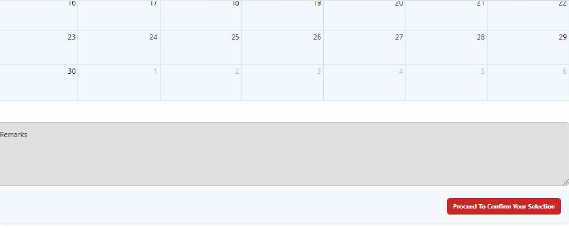 16 17 18 19 20 21 22
23 24 25 26 27 28 29
30 1 2 3 4 5 6
Remarks
Proceed To Confirm Your Selection